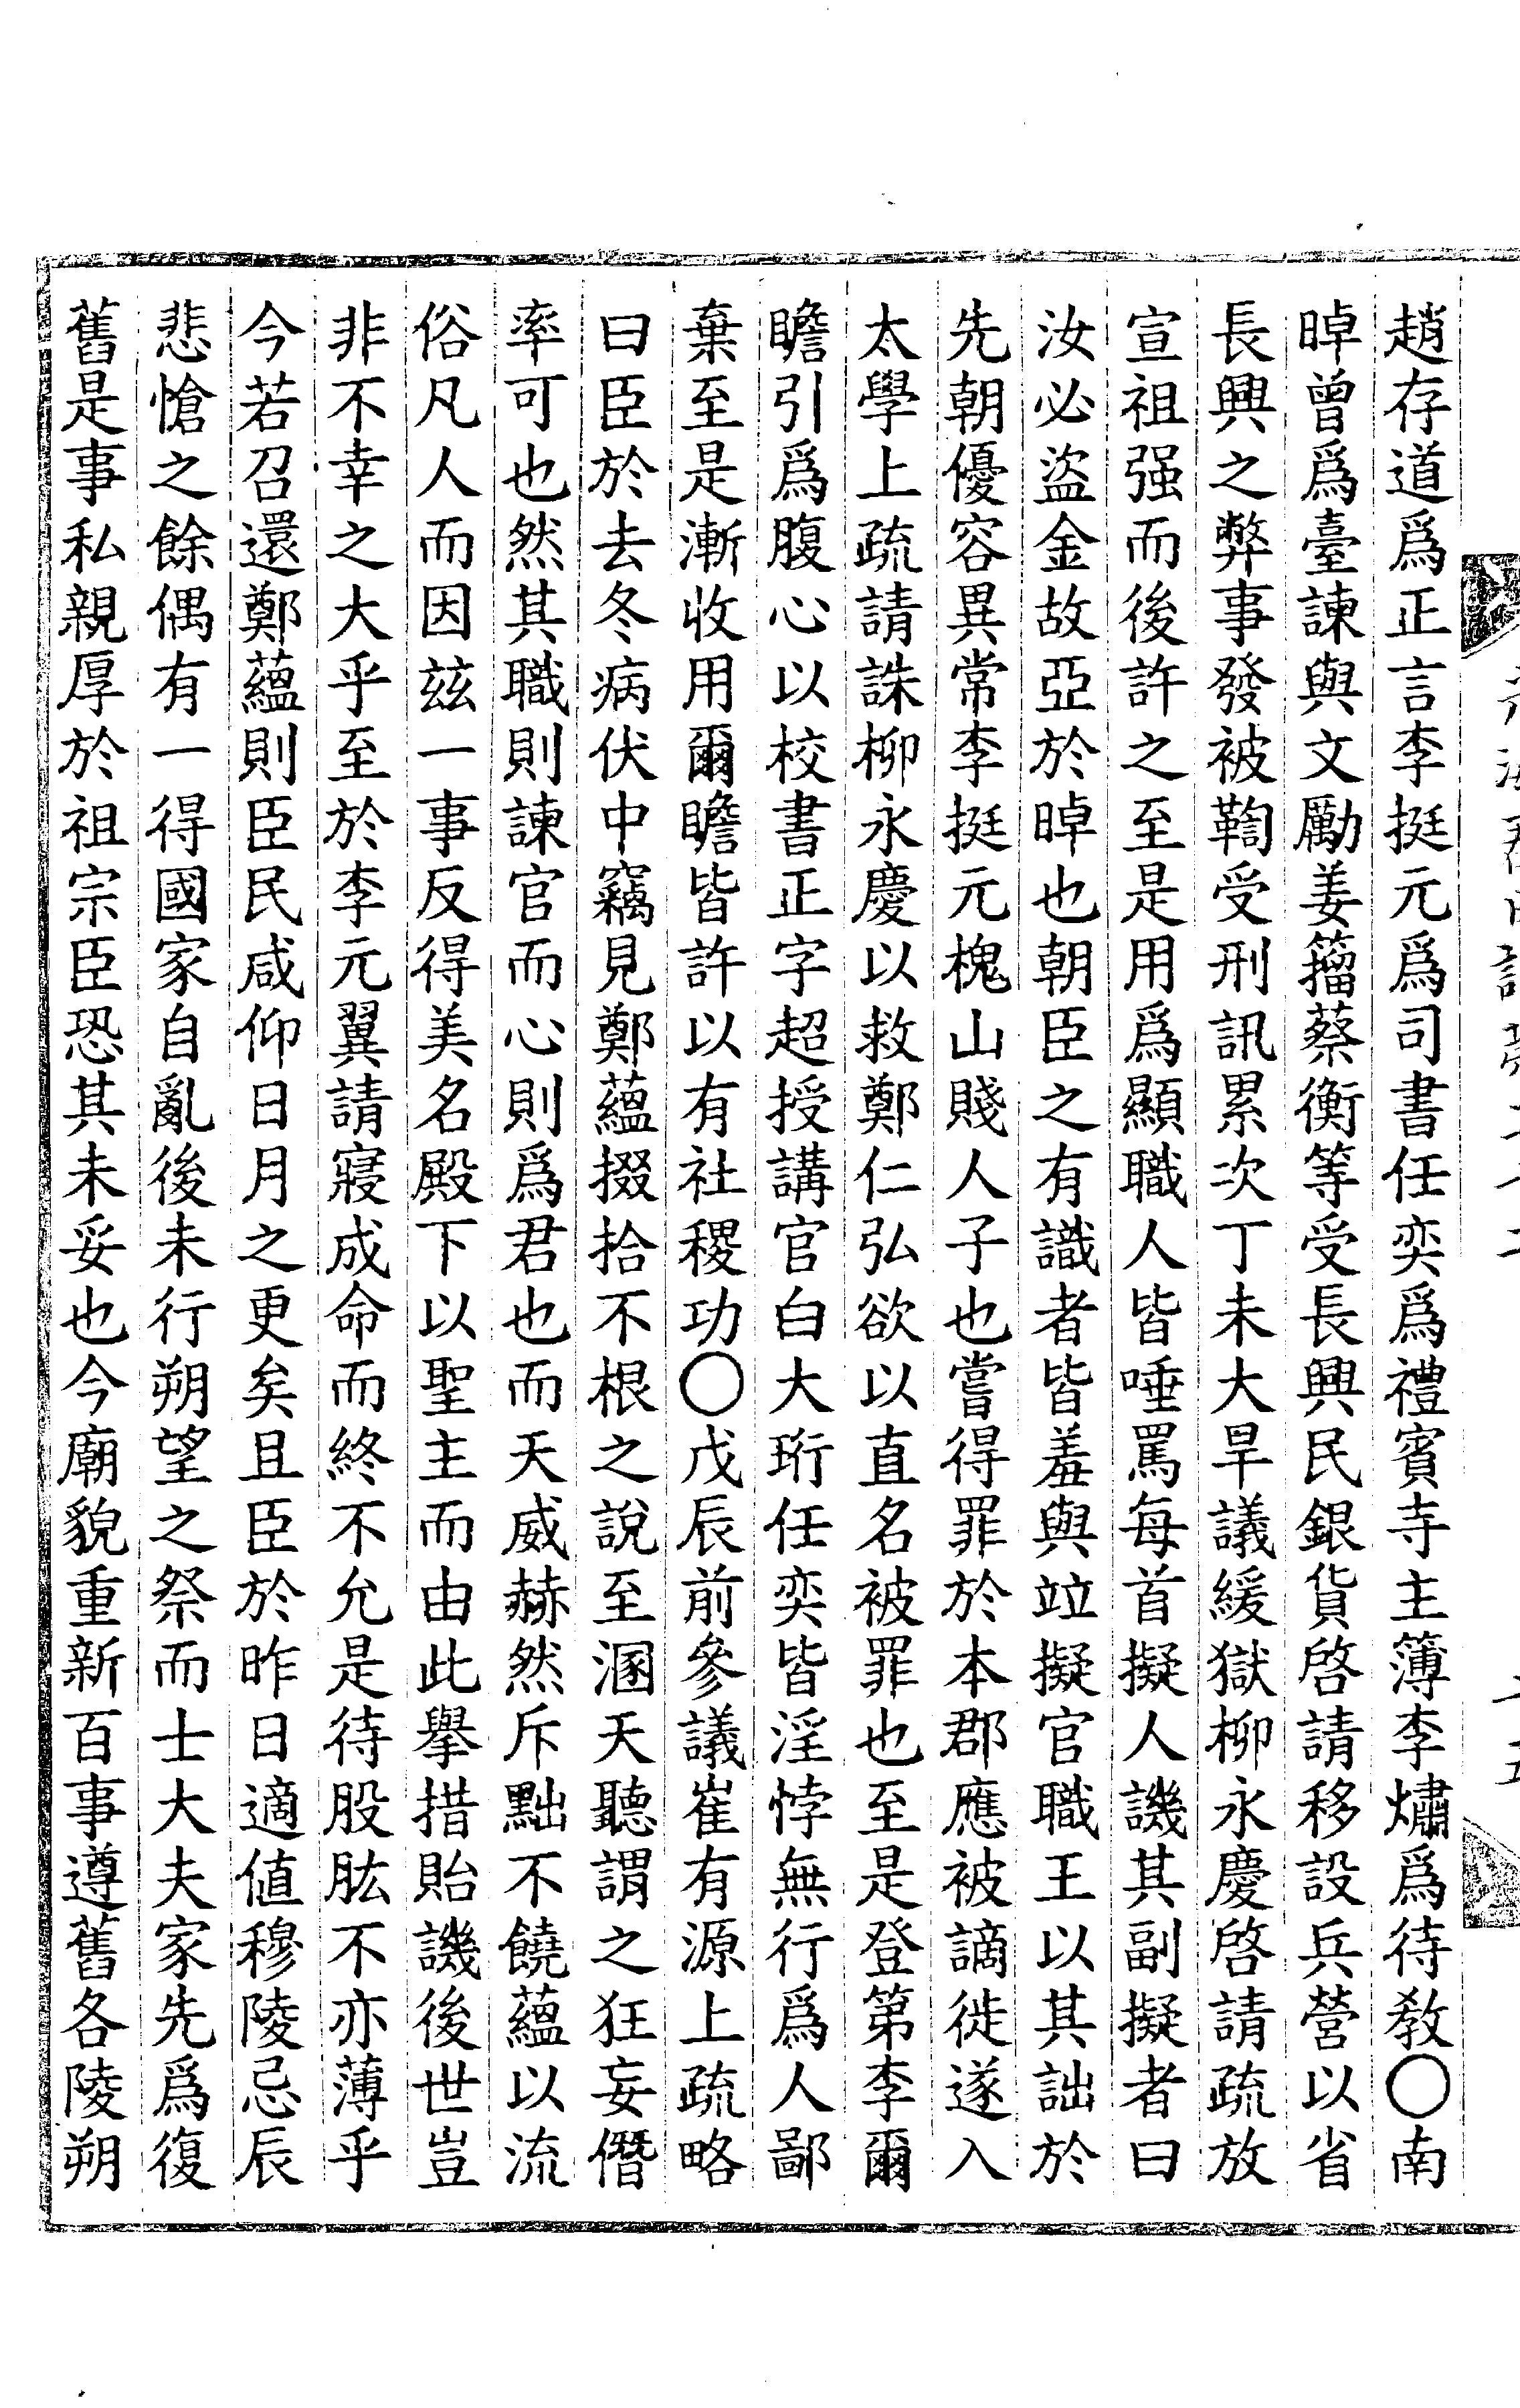 趙存道爲正言李挺元爲司書任奕爲禮賓寺主簿李𤒛爲待敎○南
晫曾爲臺諫與文勵姜籒蔡衡等受長興民銀貨啓請移設兵營以省
長興之弊事發被鞫受刑訊累次丁未大旱議緩獄柳永慶啓請疏放
宣祖强而後許之至是用爲顯職人皆唾罵每首擬人譏其副擬者曰
汝必盜金故亞於晫也朝臣之有識者皆羞與竝擬官職王以其詘於
先朝優容異常李挺元槐山賤人子也嘗得罪於本郡應被謫徙遂入
太學上疏請誅柳永慶以救鄭仁弘欲以直名被罪也至是登第李爾
瞻引爲腹心以校書正字超授講官白大珩任奕皆淫悖無行爲人鄙
棄至是漸收用爾瞻皆許以有社稷功○戊辰前參議崔有源上疏略
曰臣於去冬病伏中竊見鄭蘊掇拾不根之說至溷天聽謂之狂妄僭
率可也然其職則諫官而心則爲君也而天威赫然斥黜不饒蘊以流
俗凡人而因玆一事反得美名殿下以聖主而由此擧措貽譏後世豈
非不幸之大乎至於李元翼請寢成命而終不允是待股肱不亦薄乎
今若召還鄭蘊則臣民咸仰日月之更矣且臣於昨日適値穆陵忌辰
悲愴之餘偶有一得國家自亂後未行朔望之祭而士大夫家先爲復
舊是事私親厚於祖宗臣恐其未妥也今廟貌重新百事遵舊各陵朔